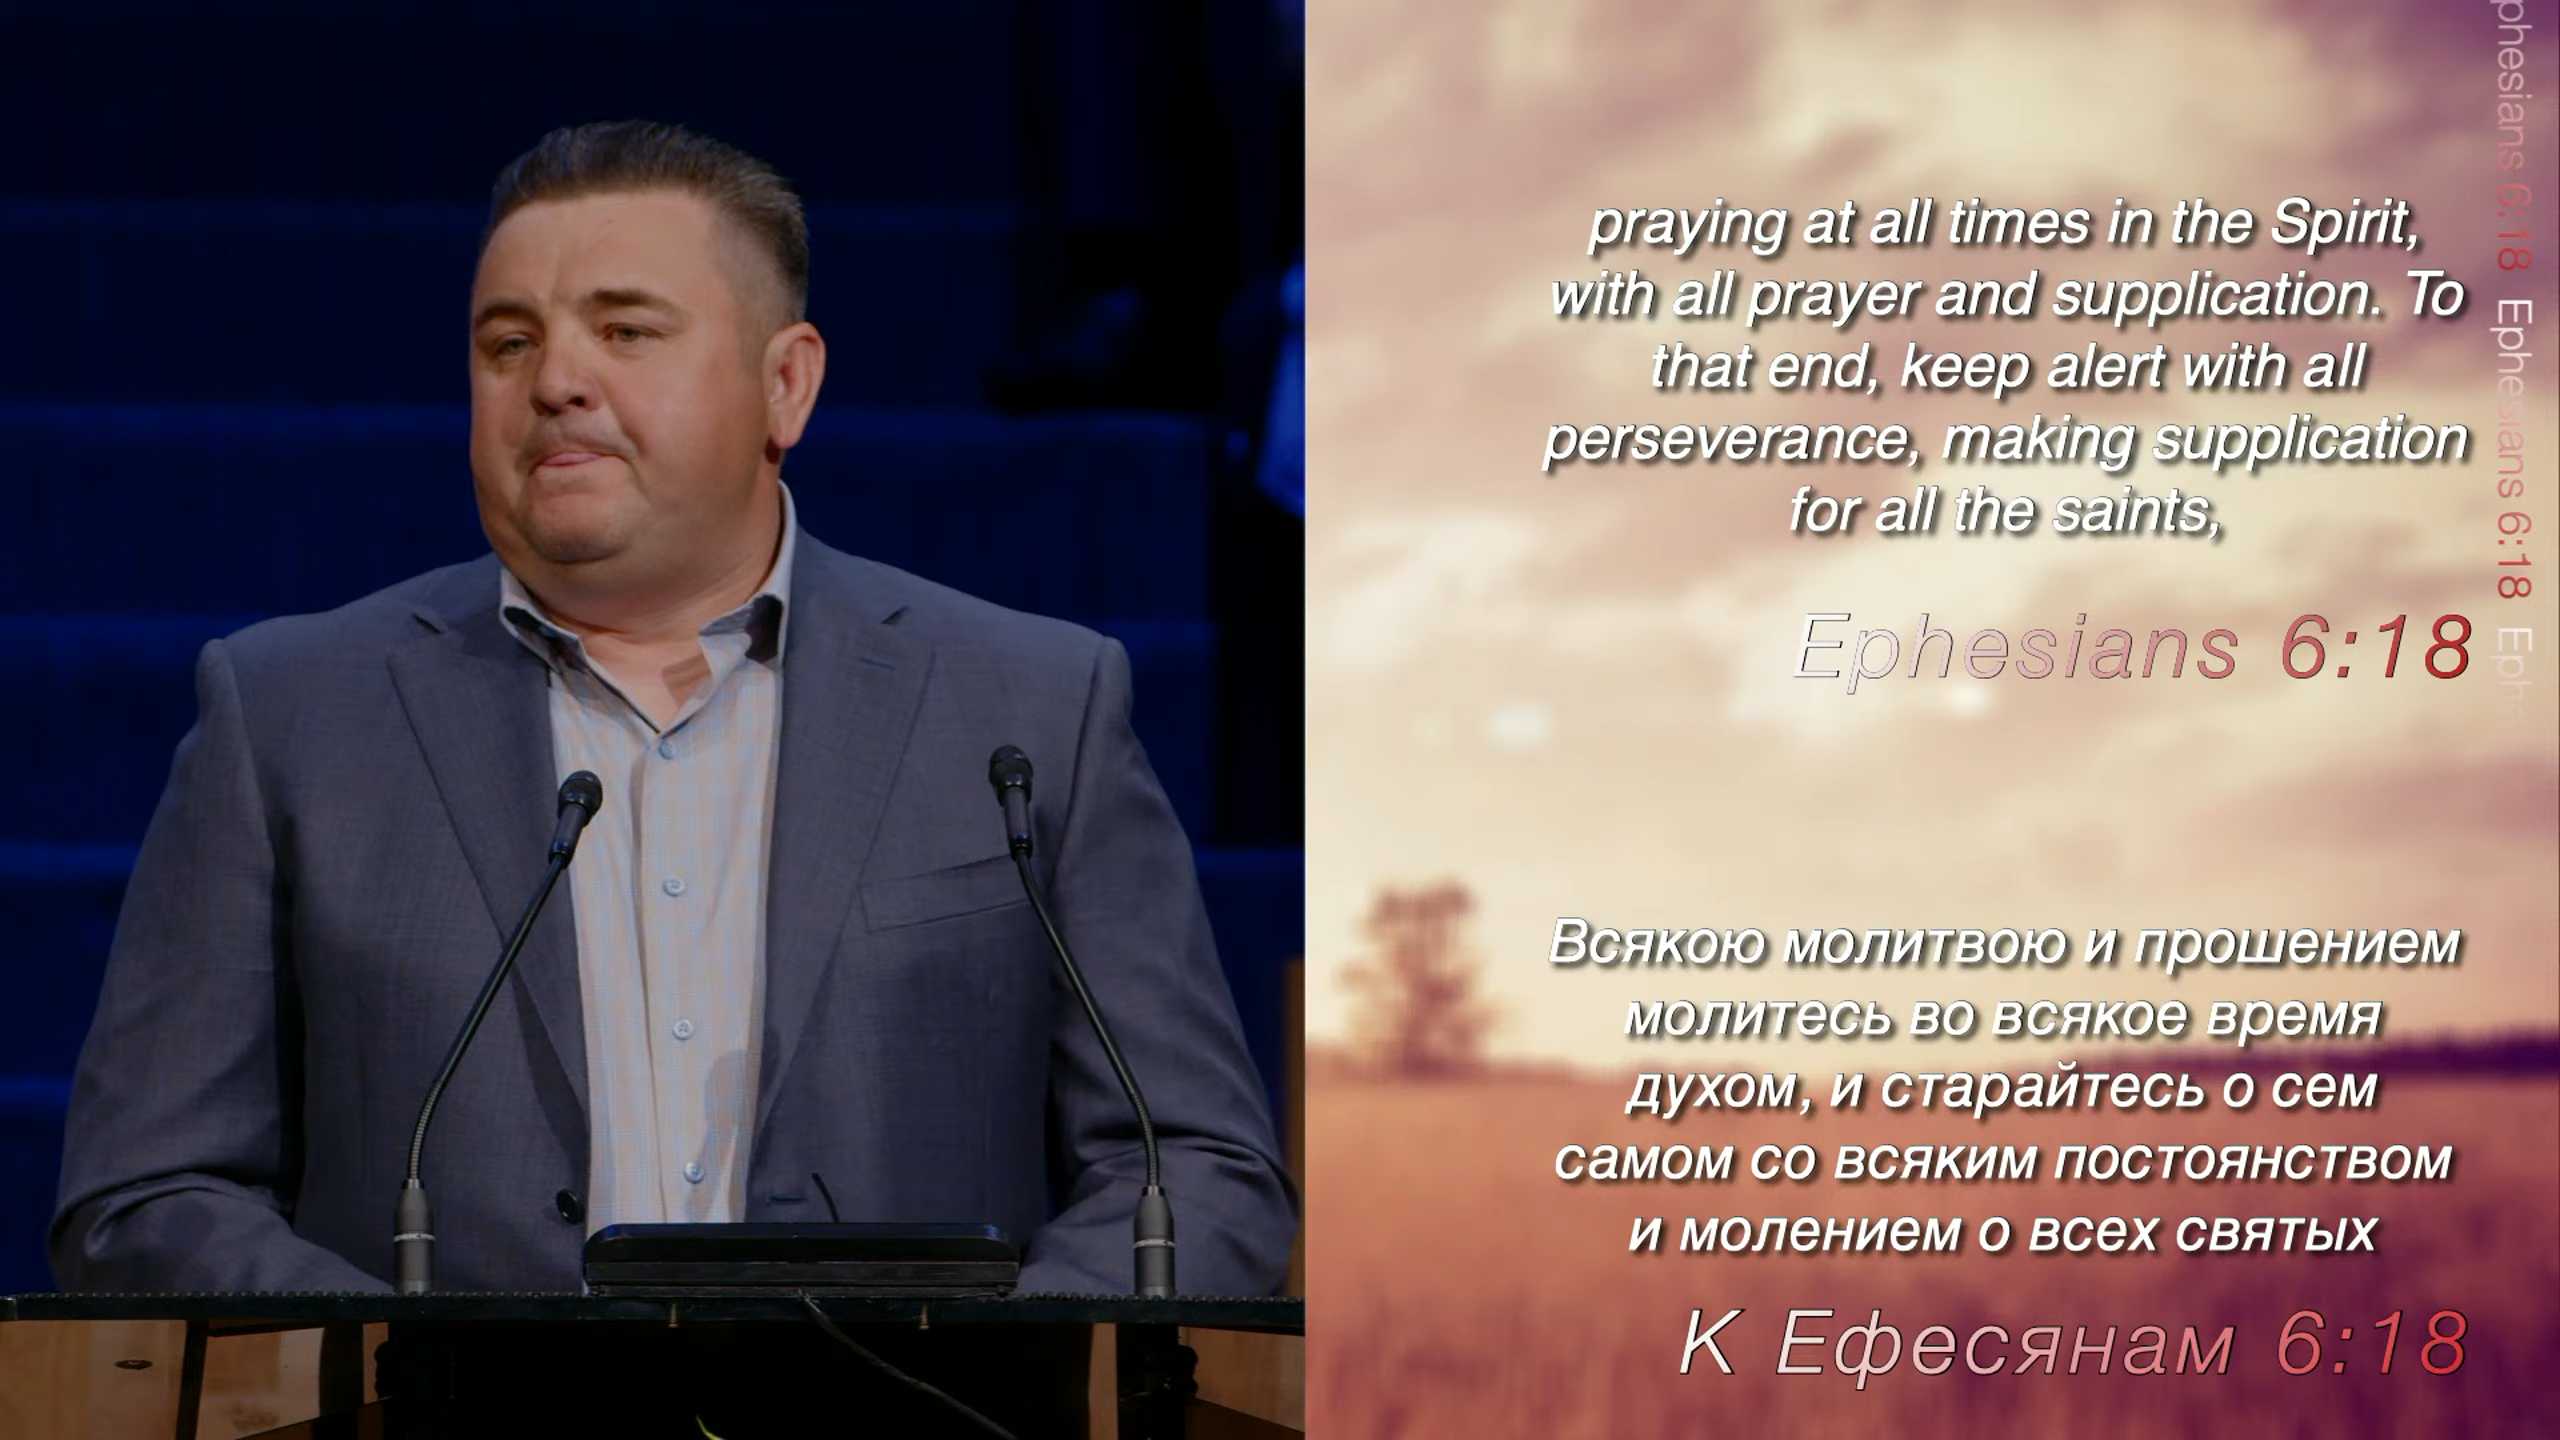 praying at all times in the Spirit,
with all prayer and supplication. To
that end, keep alert with all
perseverance, making supplication
for all the saints,
Ephesians 6:18
Всякою молитвою и прошением
молитесь во всякое время
духом, и старайтесь о сем
самом со всяким постоянством
и молением о всех святых
К Ефесянам 6:18
phesians 6:18 Ephesians 6:18 Eph